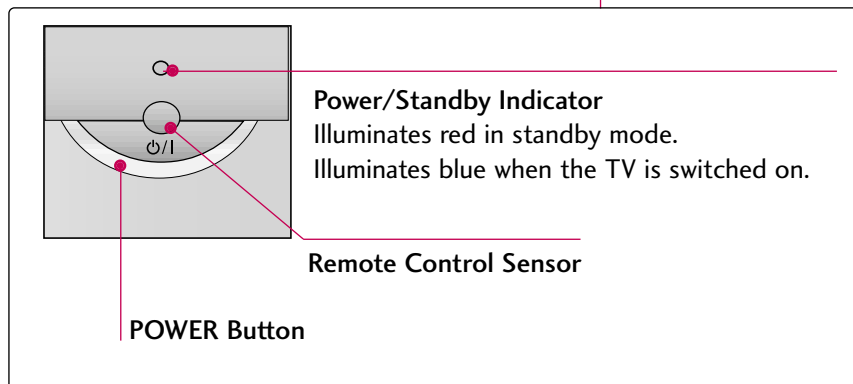 Power/Standby Indicator
Illuminates red in standby mode.
Illuminates blue when the TV is switched on.
⏻/I
Remote Control Sensor
POWER Button